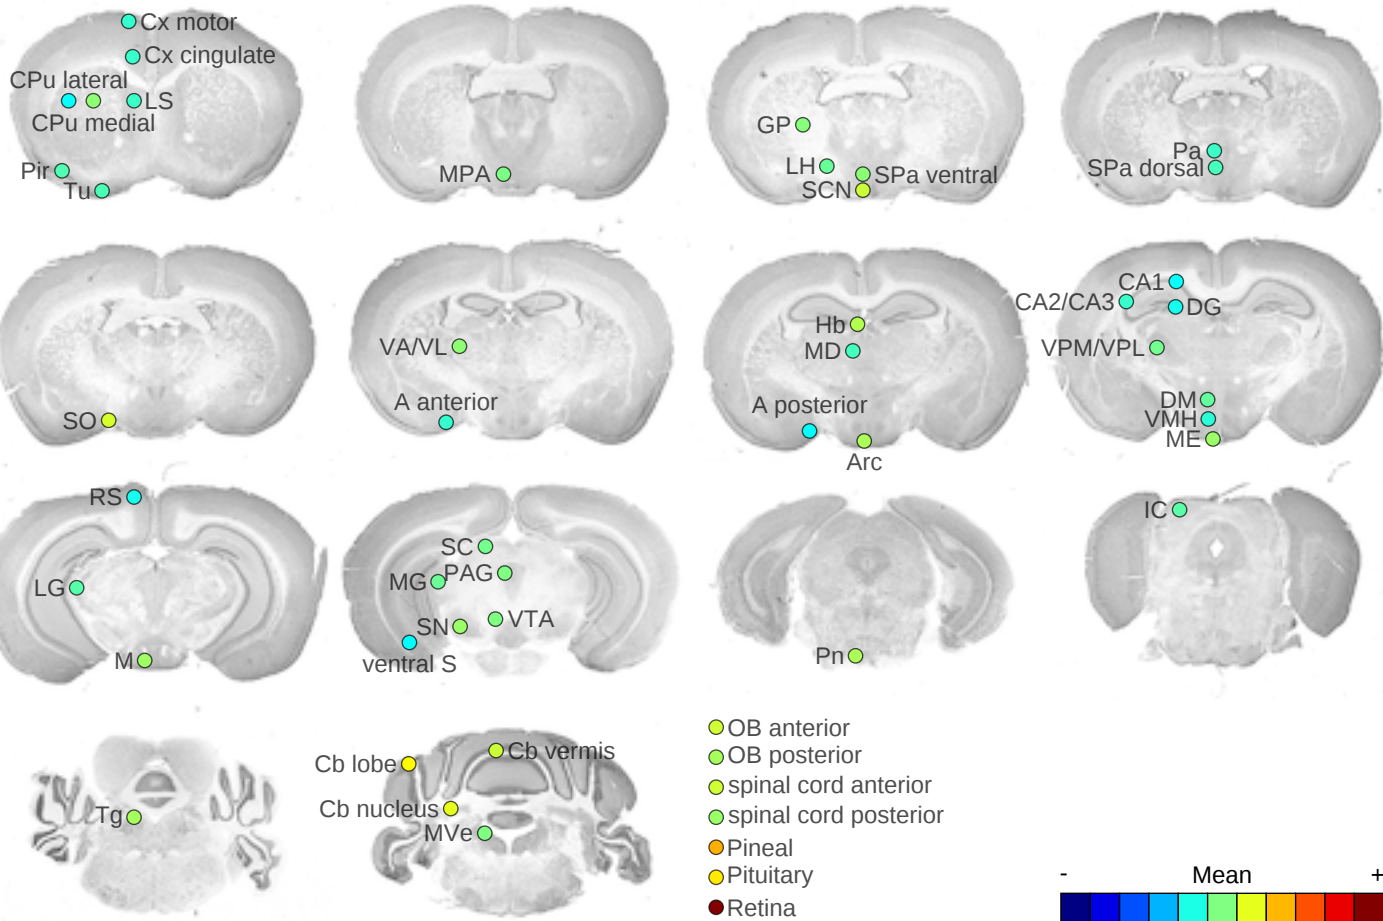 Cx motor
Cx cingulate
CPu lateral
LS
CPu medial
Pir
Tu
MPA
GP
LH
SPa ventral
SCN
Pa
SPa dorsal
SO
VA/VL
A anterior
Hb
MD
A posterior
Arc
CA1
CA2/CA3
DG
VPM/VPL
DM
VMH
ME
RS
LG
M
SC
MG
PAG
SN
VTA
ventral S
Pn
IC
Tg
Cb lobe
Cb vermis
Cb nucleus
MVe
OB anterior
OB posterior
spinal cord anterior
spinal cord posterior
Pineal
Pituitary
Retina
- Mean +